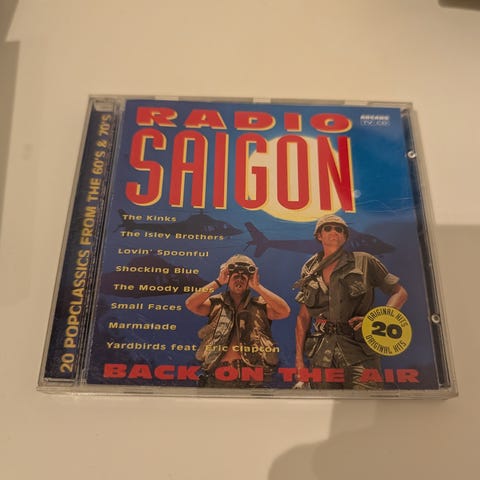 20 POPCLASSICS FROM THE 60'S & 70'S
RADIO
ARCADE
TV-CD
SAIGON
The Kinks
The Isley Brothers
Lovin' Spoonful
Shocking Blue
The Moody Blues
Small Faces
Marmalade
Yardbirds feat. Eric Clapton
ORIGINAL HITS
20
ORIGINAL HITS
BACK ON THE AIR